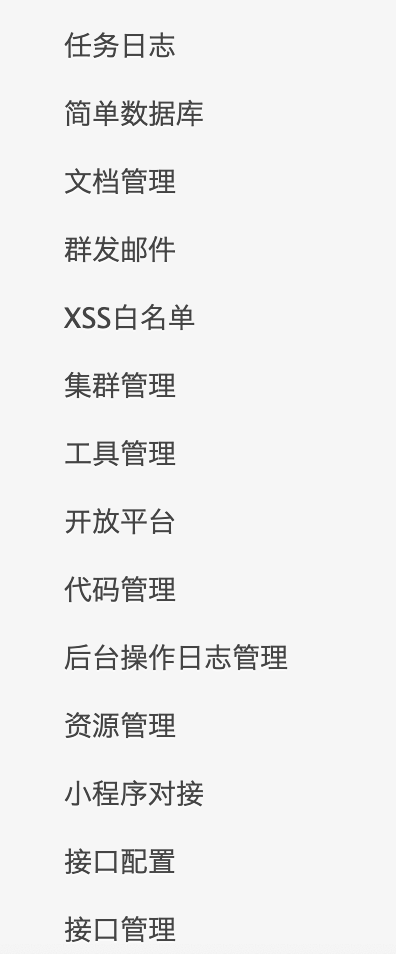 任务日志
简单数据库
文档管理
群发邮件
XSS白名单
集群管理
工具管理
开放平台
代码管理
后台操作日志管理
资源管理
小程序对接
接口配置
接口管理